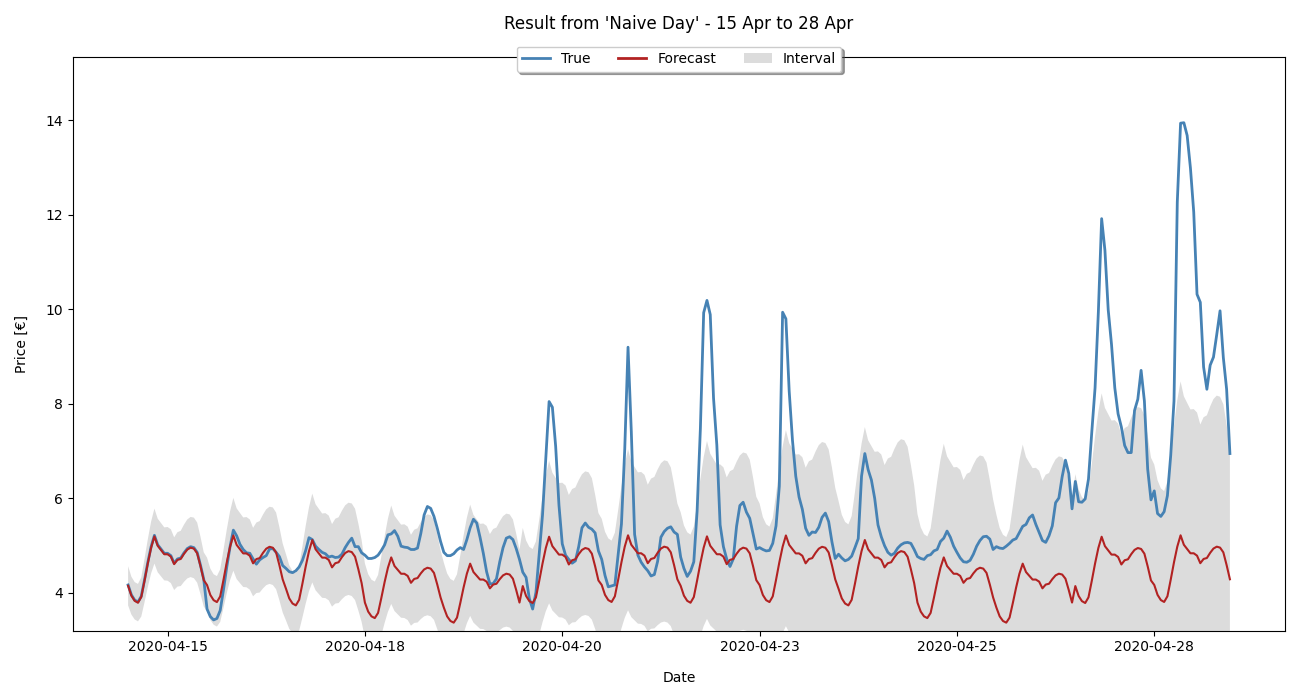 Result from 'Naive Day' - 15 Apr to 28 Apr
True Forecast Interval
Price [€]
14
12
10
8
6
4
2020-04-15 2020-04-18 2020-04-20 2020-04-23 2020-04-25 2020-04-28
Date